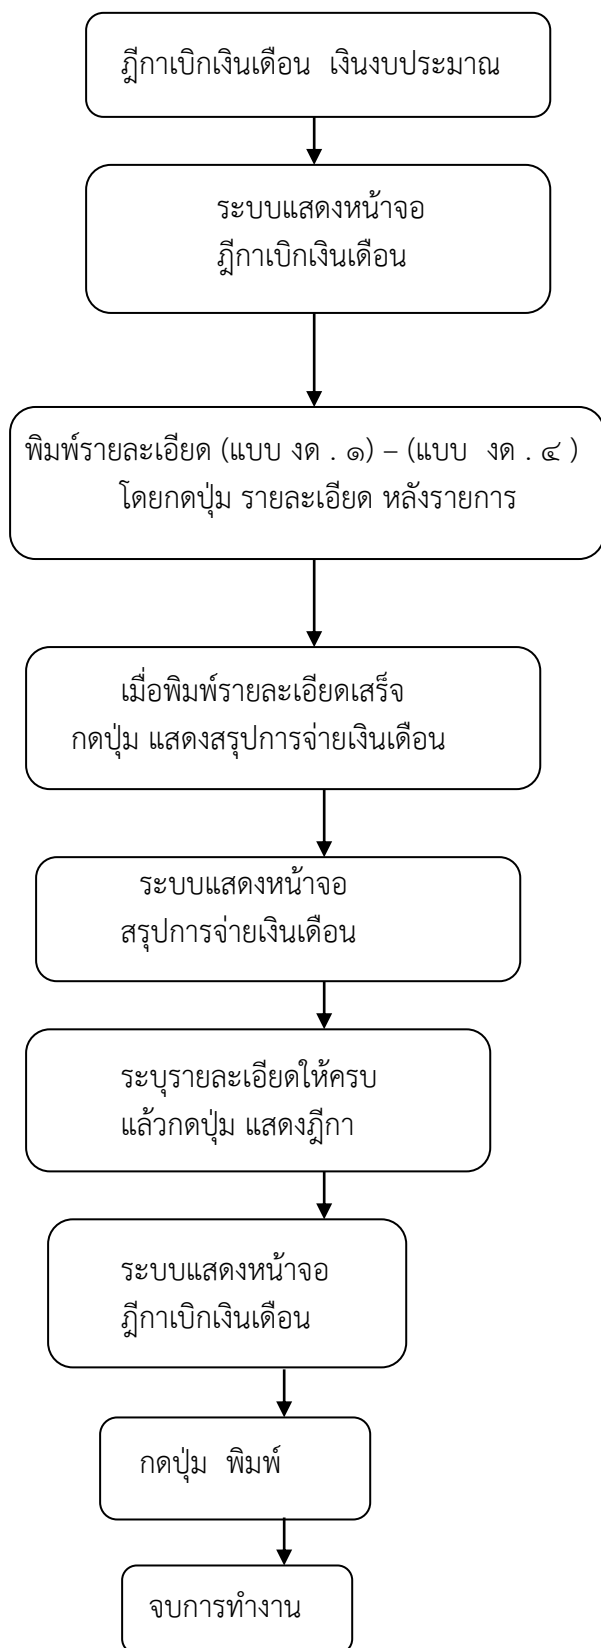 ฎีกาเบิกเงินเดือน เงินงบประมาณ
ระบบแสดงหน้าจอ
ฎีกาเบิกเงินเดือน
พิมพ์รายละเอียด (แบบ งด . ๑) – (แบบ งด . ๔ )
โดยกดปุ่ม รายละเอียด หลังรายการ
เมื่อพิมพ์รายละเอียดเสร็จ
กดปุ่ม แสดงสรุปการจ่ายเงินเดือน
ระบบแสดงหน้าจอ
สรุปการจ่ายเงินเดือน
ระบุรายละเอียดให้ครบ
แล้วกดปุ่ม แสดงฎีกา
ระบบแสดงหน้าจอ
ฎีกาเบิกเงินเดือน
กดปุ่ม พิมพ์
จบการทำงาน